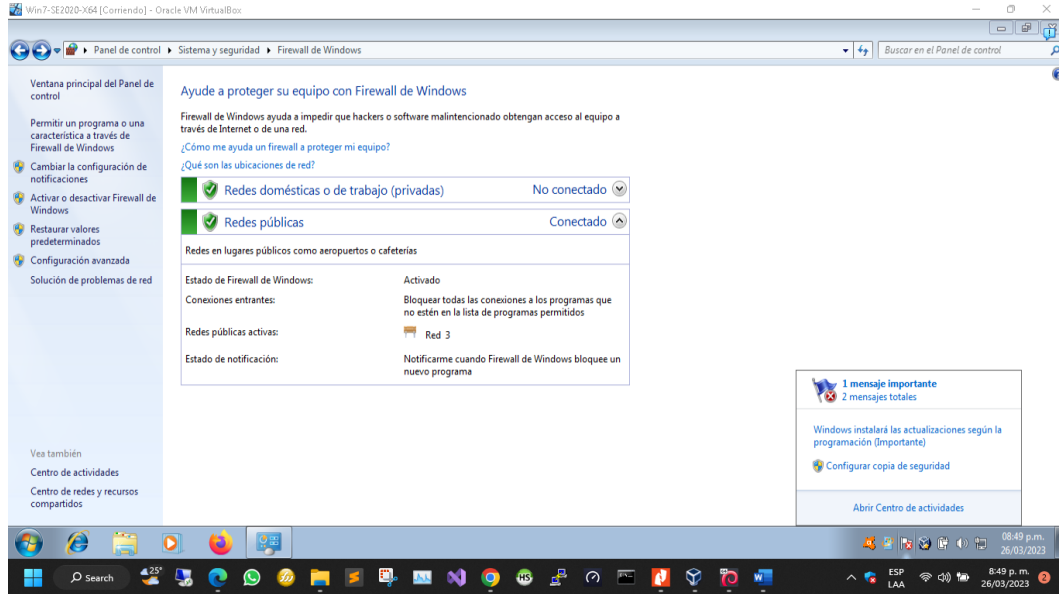 Win7-SE2020-X64 [Corriendo] - Oracle VM VirtualBox
Panel de control ▸ Sistema y seguridad ▸ Firewall de Windows
Buscar en el Panel de control
Ventana principal del Panel de
control
Permitir un programa o una
característica a través de
Firewall de Windows
Cambiar la configuración de
notificaciones
Activar o desactivar Firewall de
Windows
Restaurar valores
predeterminados
Configuración avanzada
Solución de problemas de red
Vea también
Centro de actividades
Centro de redes y recursos
compartidos
Ayude a proteger su equipo con Firewall de Windows
Firewall de Windows ayuda a impedir que hackers o software malintencionado obtengan acceso al equipo a
través de Internet o de una red.
¿Cómo me ayuda un firewall a proteger mi equipo?
¿Qué son las ubicaciones de red?
Redes domésticas o de trabajo (privadas) No conectado
Redes públicas Conectado
Redes en lugares públicos como aeropuertos o cafeterías
Estado de Firewall de Windows: Activado
Conexiones entrantes: Bloquear todas las conexiones a los programas que
no estén en la lista de programas permitidos
Redes públicas activas: Red 3
Estado de notificación: Notificarme cuando Firewall de Windows bloquee un
nuevo programa
1 mensaje importante
2 mensajes totales
Windows instalará las actualizaciones según la
programación (Importante)
Configurar copia de seguridad
Abrir Centro de actividades
08:49 p.m.
26/03/2023
Search
25°
HS
W
ESP
LAA
8:49 p. m.
26/03/2023
2